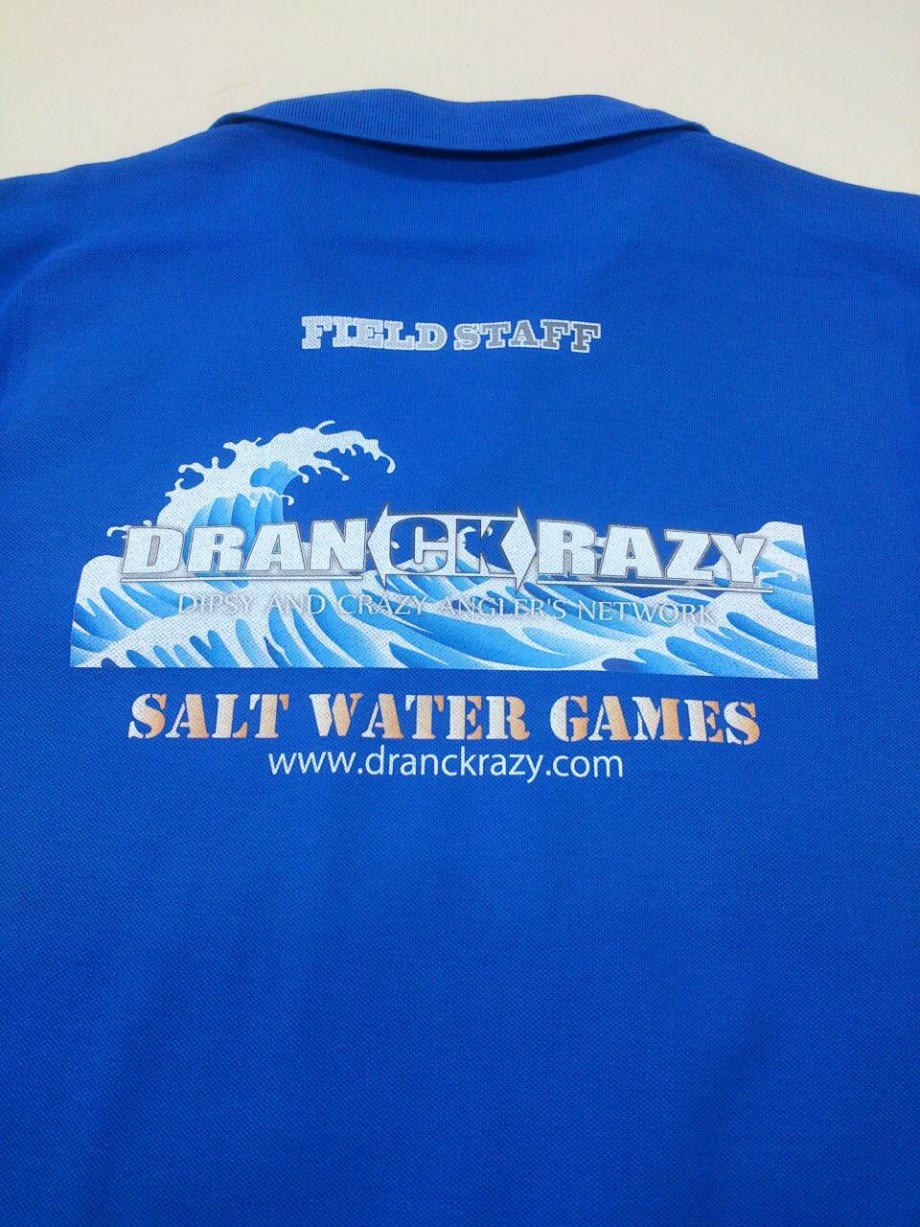 FIELD STAFF
DRANCKRAZY
DIPSY AND CRAZY ANGLER'S NETWORK
SALT WATER GAMES
www.dranckrazy.com